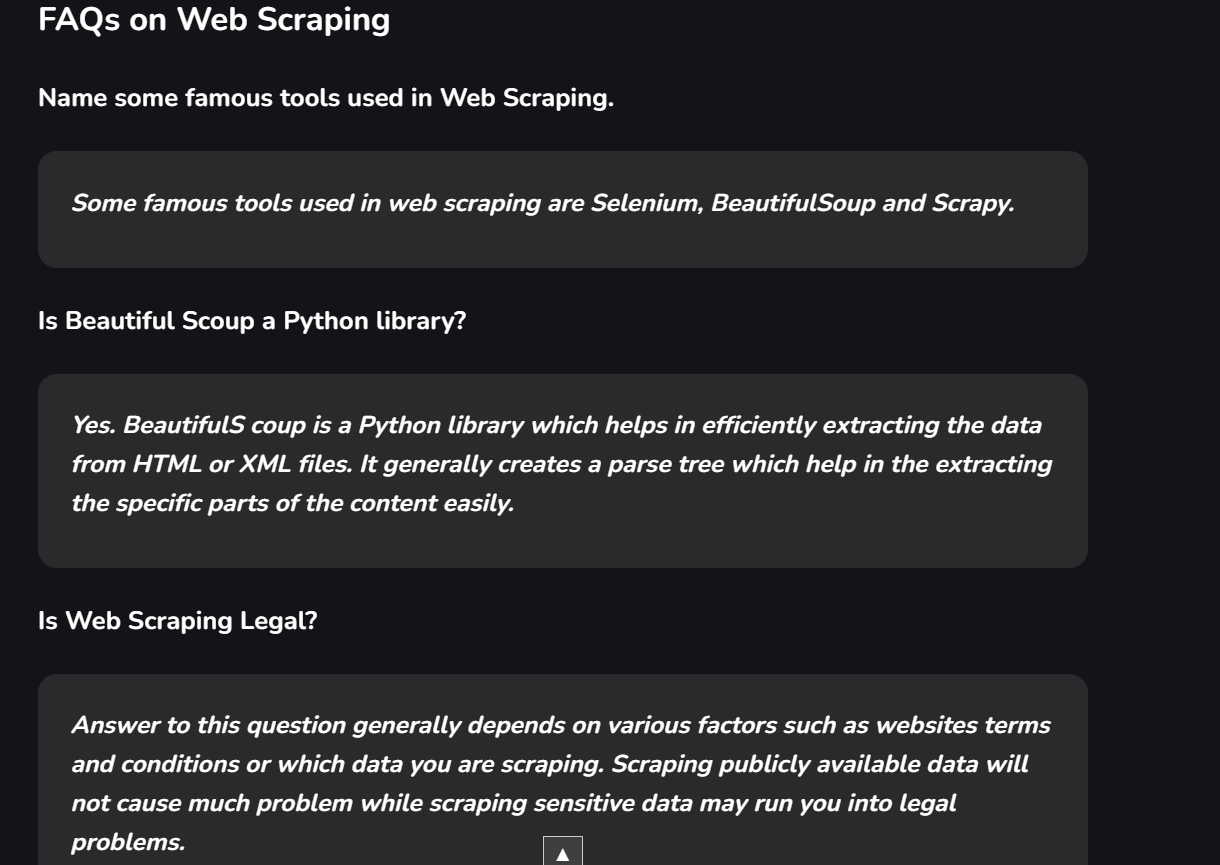 FAQs on Web Scraping
Name some famous tools used in Web Scraping.
Some famous tools used in web scraping are Selenium, BeautifulSoup and Scrapy.
Is Beautiful Scoup a Python library?
Yes. BeautifulS coup is a Python library which helps in efficiently extracting the data
from HTML or XML files. It generally creates a parse tree which help in the extracting
the specific parts of the content easily.
Is Web Scraping Legal?
Answer to this question generally depends on various factors such as websites terms
and conditions or which data you are scraping. Scraping publicly available data will
not cause much problem while scraping sensitive data may run you into legal
problems.